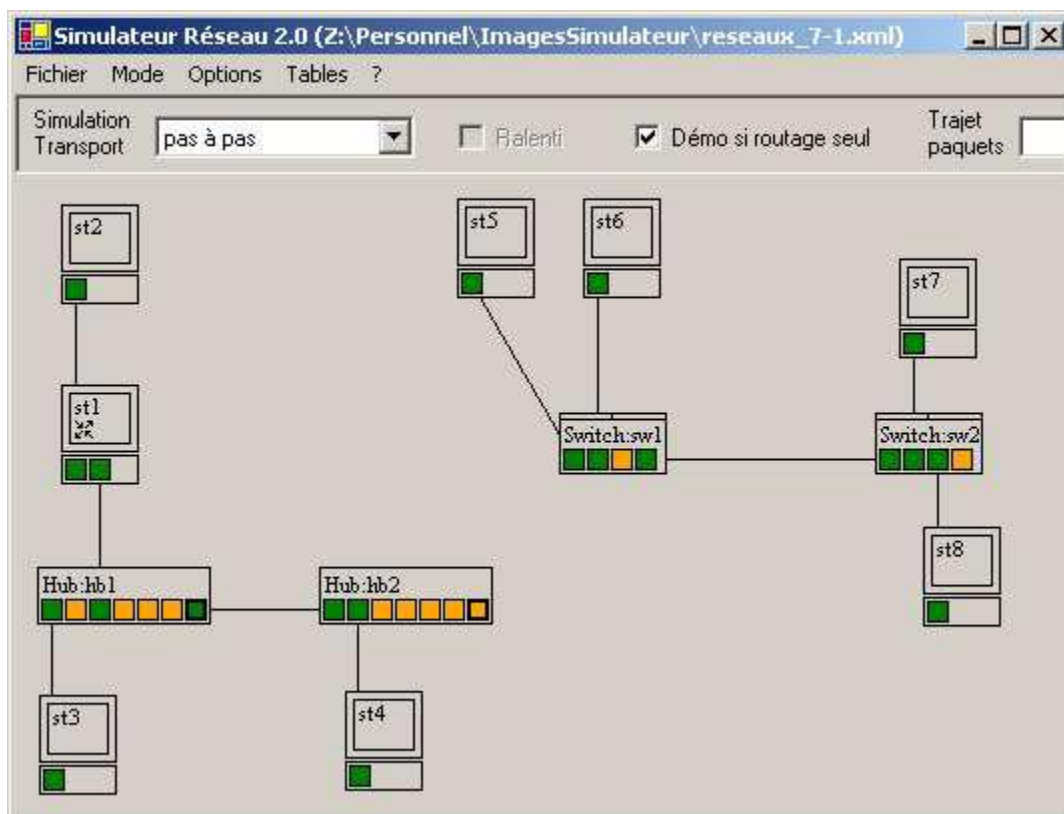 Simulateur Réseau 2.0 (Z:\Personnel\ImagesSimulateur\reseaux_7-1.xml)
Fichier Mode Options Tables ?
Simulation
Transport
pas à pas
Ralenti
Démo si routage seul
Trajet
paquets
st2
st5
st6
st7
st1
Switch:sw1
Switch:sw2
st8
Hub:hb1
Hub:hb2
st3
st4